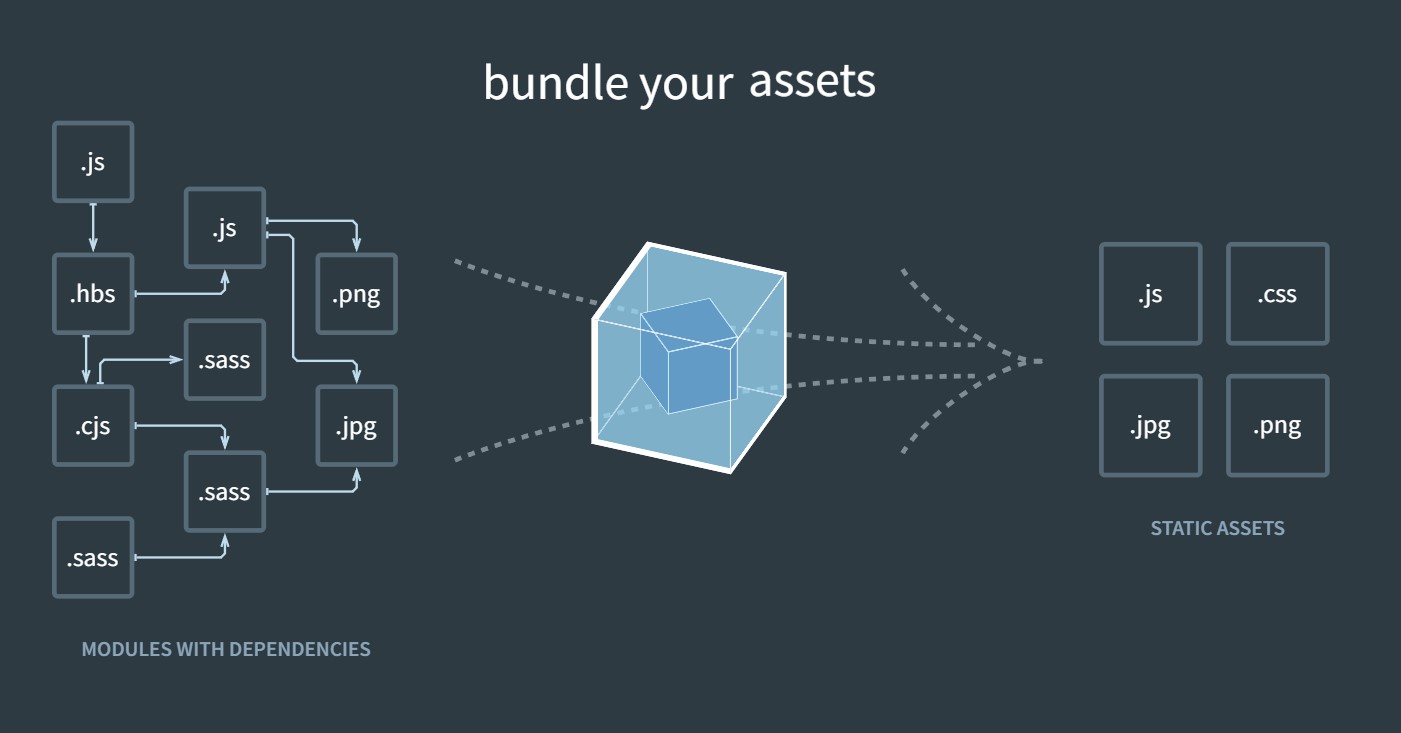 bundle your assets
.js
.js
.hbs
.png
.sass
.cjs
.jpg
.sass
.sass
MODULES WITH DEPENDENCIES
.js
.css
.jpg
.png
STATIC ASSETS